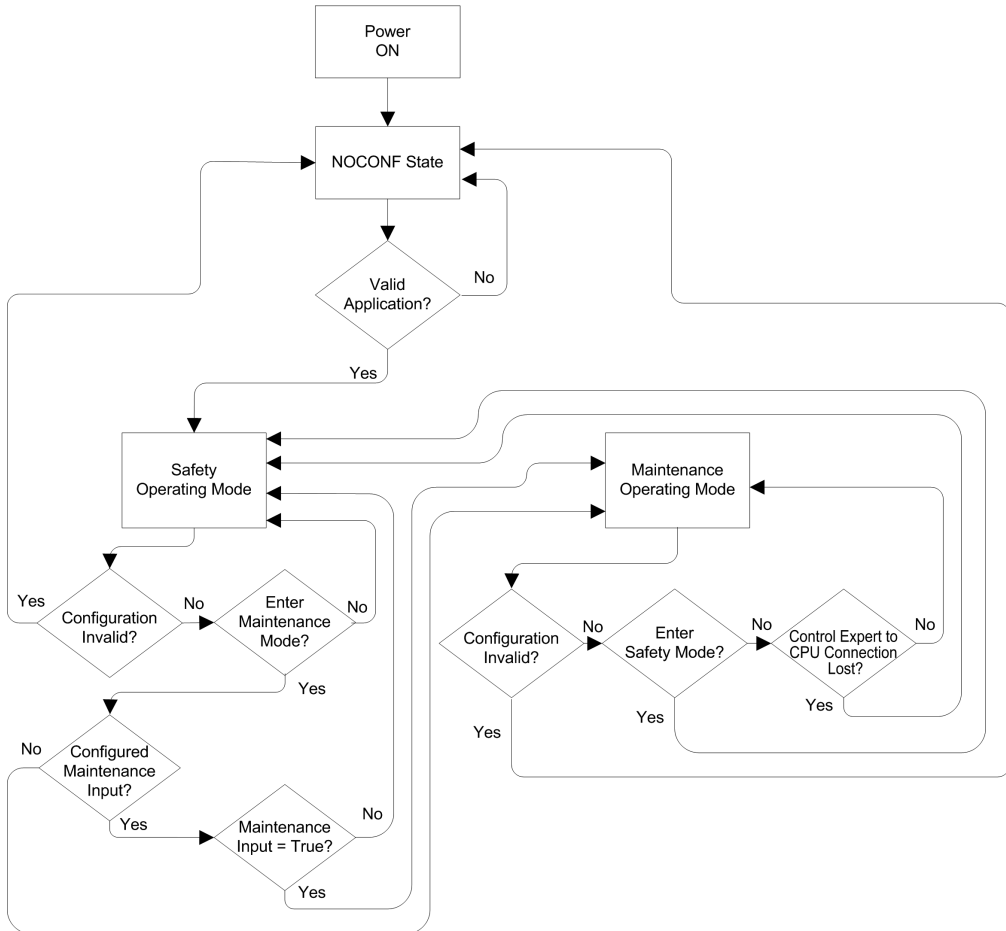 Power
ON
NOCONF State
Valid
Application?
No
Yes
Safety
Operating Mode
Maintenance
Operating Mode
Yes
Configuration
Invalid?
No
Enter
Maintenance
Mode?
No
Yes
Configuration
Invalid?
No
Enter
Safety Mode?
No
Control Expert to
CPU Connection
Lost?
No
Yes
Yes
Yes
No
Configured
Maintenance
Input?
Yes
Maintenance
Input = True?
No
Yes